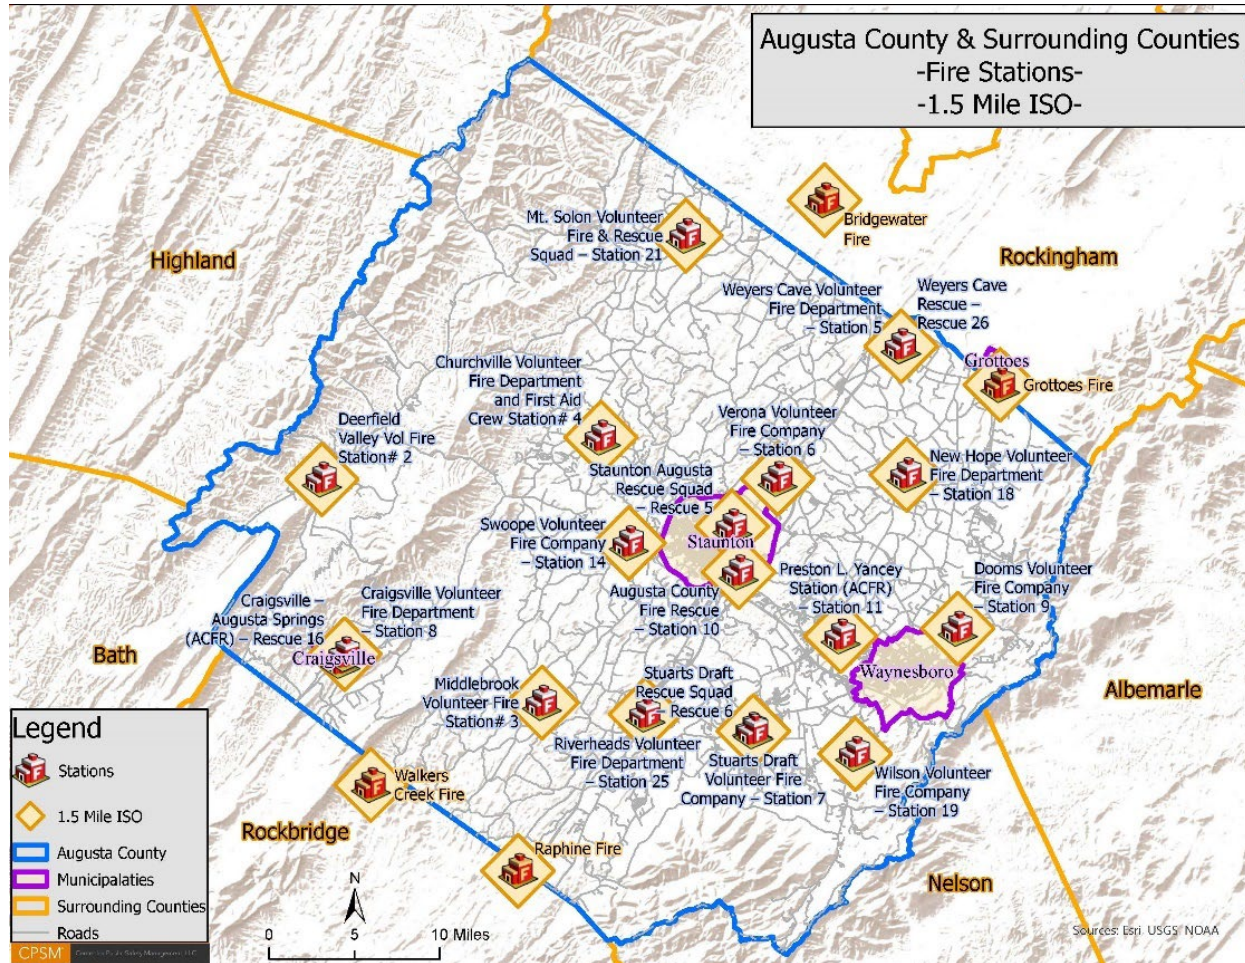 Augusta County & Surrounding Counties
-Fire Stations-
-1.5 Mile ISO-
Bridgewater
Fire
Mt. Solon Volunteer
Fire & Rescue
Squad – Station 21
Highland
Rockingham
Weyers Cave Volunteer
Fire Department
– Station 5
Weyers Cave
Rescue –
Rescue 26
Grottoes
Grottoes Fire
Churchville Volunteer
Fire Department
and First Aid
Crew Station# 4
Deerfield
Valley Vol Fire
Station# 2
Verona Volunteer
Fire Company
– Station 6
New Hope Volunteer
Fire Department
– Station 18
Staunton Augusta
Rescue Squad
– Rescue 5
Staunton
Swoope Volunteer
Fire Company
– Station 14
Augusta County
Fire Rescue
– Station 10
Preston L. Yancey
Station (ACFR)
– Station 11
Dooms Volunteer
Fire Company
– Station 9
Craigsville –
Augusta Springs
(ACFR) – Rescue 16
Craigsville Volunteer
Fire Department
– Station 8
Craigsville
Bath
Waynesboro
Albemarle
Middlebrook
Volunteer Fire
Station# 3
Stuarts Draft
Rescue Squad
– Rescue 6
Riverheads Volunteer
Fire Department
– Station 25
Stuarts Draft
Volunteer Fire
Company – Station 7
Wilson Volunteer
Fire Company
– Station 19
Walkers
Creek Fire
Rockbridge
Raphine Fire
Nelson
Legend
Stations
1.5 Mile ISO
Augusta County
Municipalaties
Surrounding Counties
Roads
N
0 5 10 Miles
Sources: Esri, USGS, NOAA
CPSM